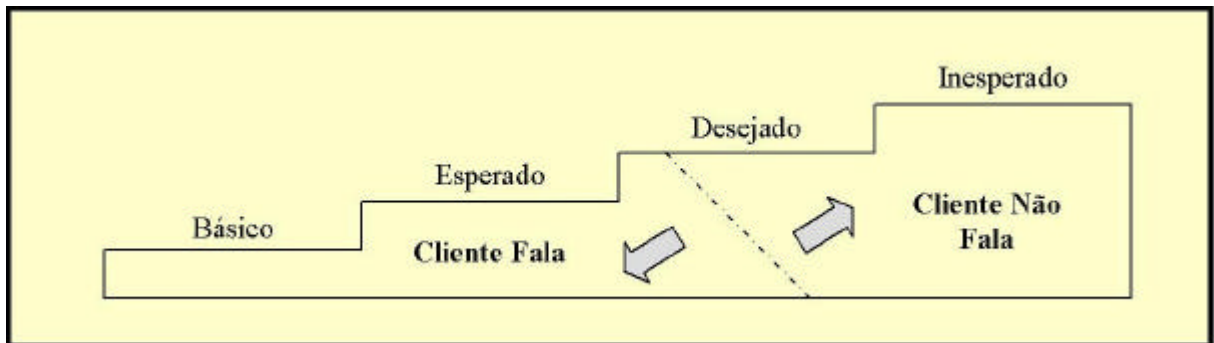 Inesperado
Desejado
Esperado
Básico
Cliente Fala
Cliente Não
Fala